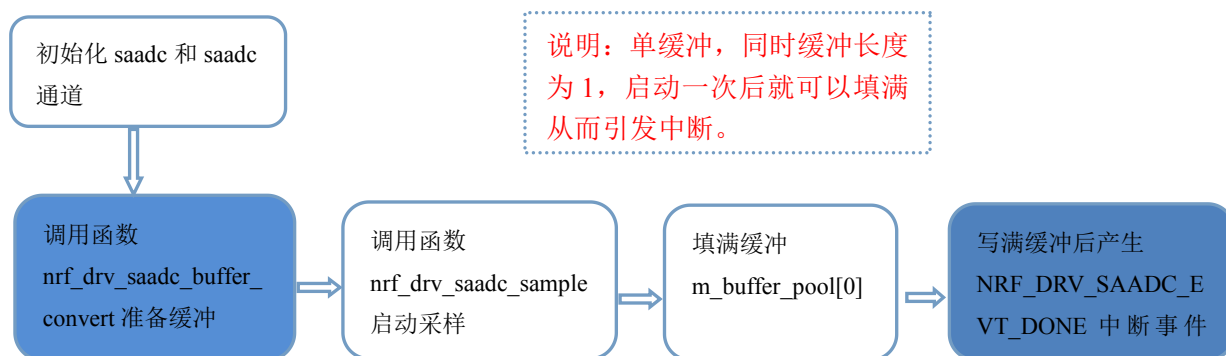 初始化 saadc 和 saadc
通道
说明：单缓冲，同时缓冲长度
为 1，启动一次后就可以填满
从而引发中断。
调用函数
nrf_drv_saadc_buffer_
convert 准备缓冲
调用函数
nrf_drv_saadc_sample
启动采样
填满缓冲
m_buffer_pool[0]
写满缓冲后产生
NRF_DRV_SAADC_E
VT_DONE 中断事件